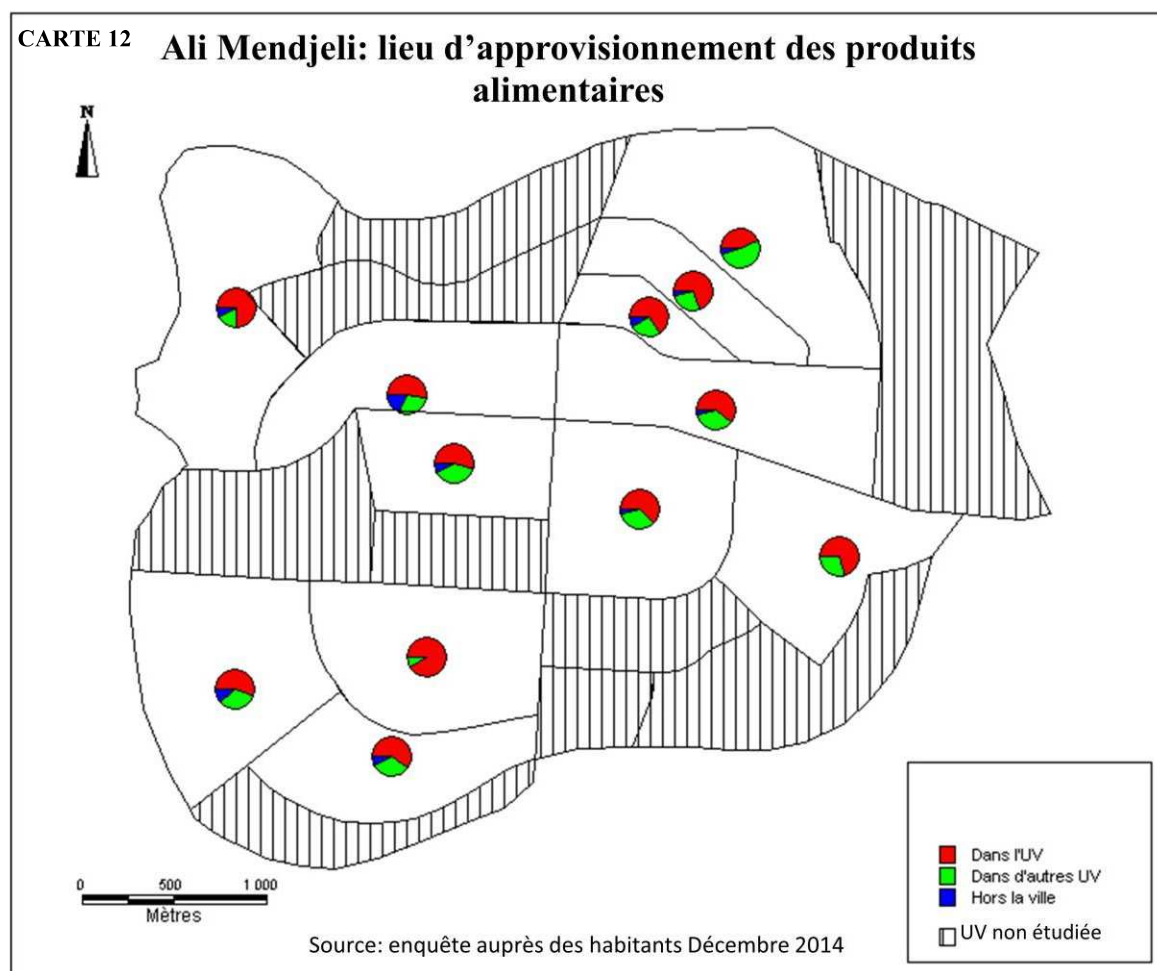 CARTE 12
Ali Mendjeli: lieu d’approvisionnement des produits
alimentaires
N
Dans l'UV
Dans d'autres UV
Hors la ville
UV non étudiée
0 500 1 000
Mètres
Source: enquête auprès des habitants Décembre 2014